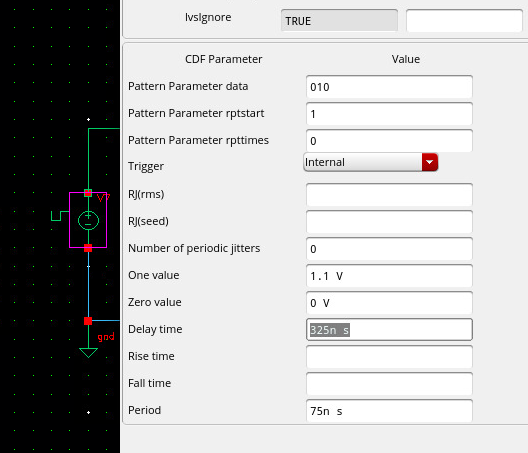 lvsIgnore TRUE
CDF Parameter Value
Pattern Parameter data 010
Pattern Parameter rptstart 1
Pattern Parameter rpttimes 0
Trigger Internal
RJ(rms)
RJ(seed)
Number of periodic jitters 0
One value 1.1 V
Zero value 0 V
Delay time 325n s
Rise time
Fall time
Period 75n s
gnd